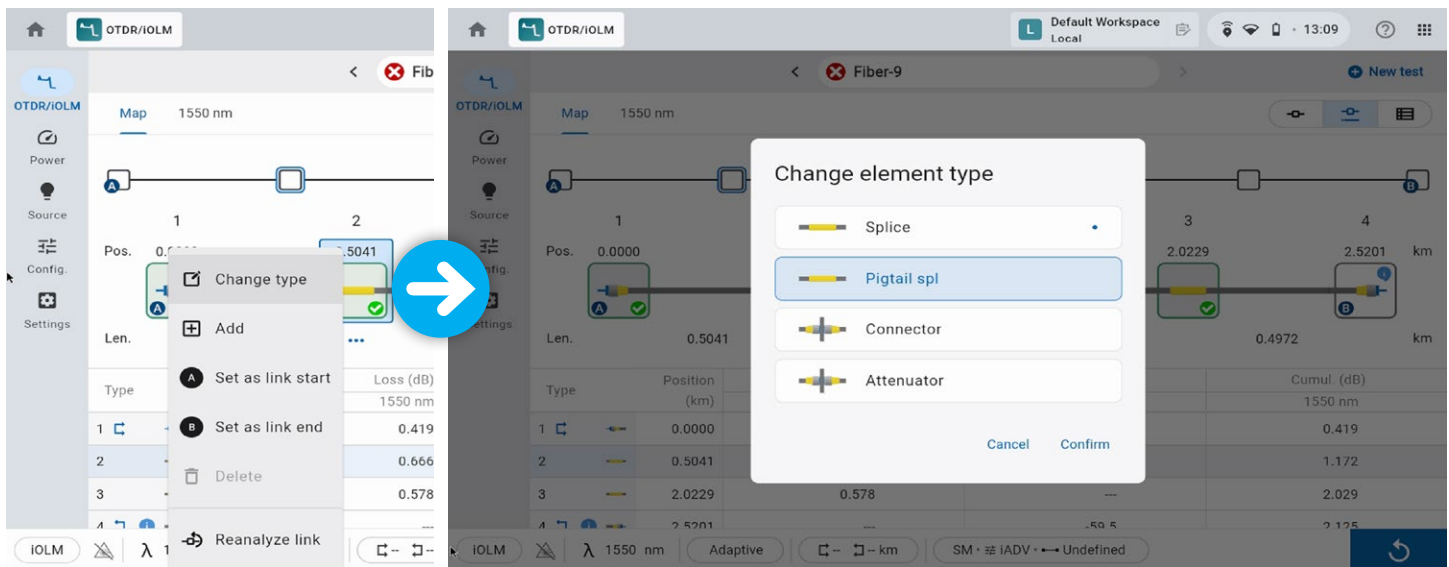 OTDR/iOLM
OTDR/iOLM
Power
Source
Config.
Settings
Fib
Map 1550 nm
A
1 2
Pos. 0.5041
A
Len.
Change type
Add
A Set as link start
B Set as link end
Delete
Reanalyze link
Type Loss (dB)
1550 nm
1 0.419
2 0.666
3 0.578
4 ---
iOLM λ 1 -- --
OTDR/iOLM
L Default Workspace
Local
13:09
OTDR/iOLM
Power
Source
Config.
Settings
Fiber-9
New test
Map 1550 nm
A B
1 3 4
Pos. 0.0000 2.0229 2.5201 km
A B
Len. 0.5041 0.4972 km
Change element type
Splice
Pigtail spl
Connector
Attenuator
Cancel Confirm
Type Position Cumul. (dB)
(km) 1550 nm
1 0.0000 0.419
2 0.5041 1.172
3 2.0229 0.578 --- 2.029
4 2.5201 --- -59.5 2.125
iOLM λ 1550 nm Adaptive -- -- km SM · iADV · Undefined